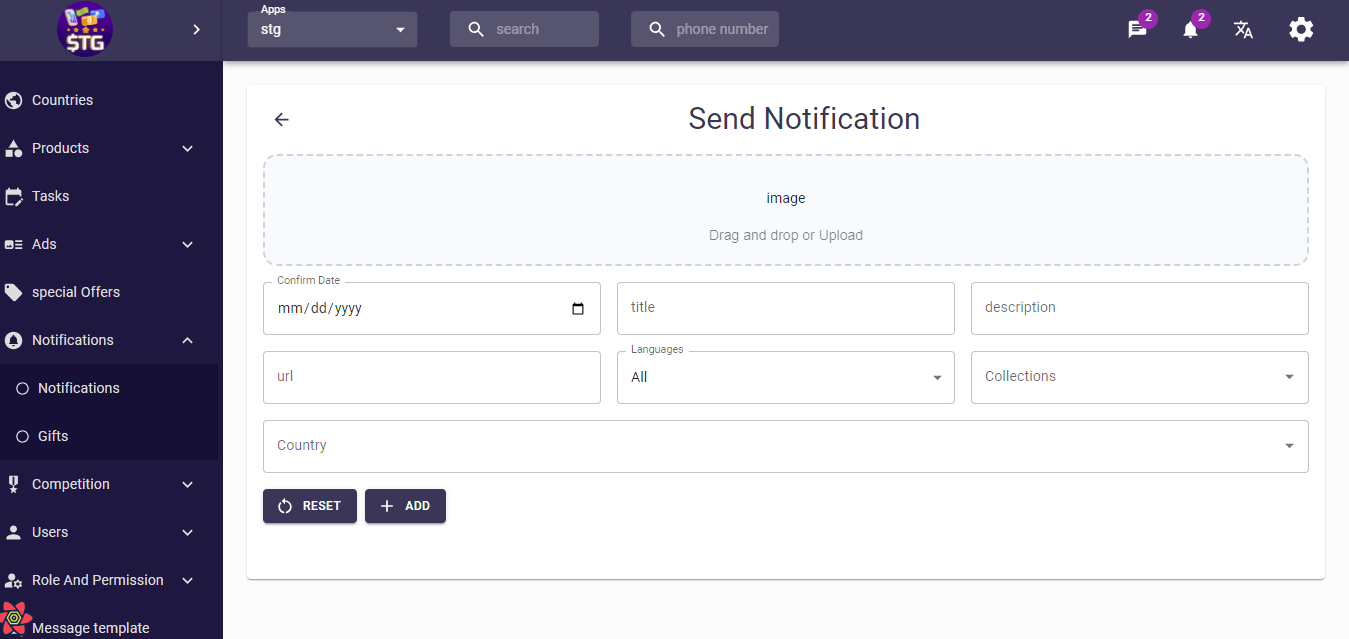 $TG
Apps
stg
search
phone number
2
2
Countries
Products
Tasks
Ads
special Offers
Notifications
Notifications
Gifts
Competition
Users
Role And Permission
Message template
Send Notification
image
Drag and drop or Upload
Confirm Date
mm/dd/yyyy
title
description
url
Languages
All
Collections
Country
RESET
ADD